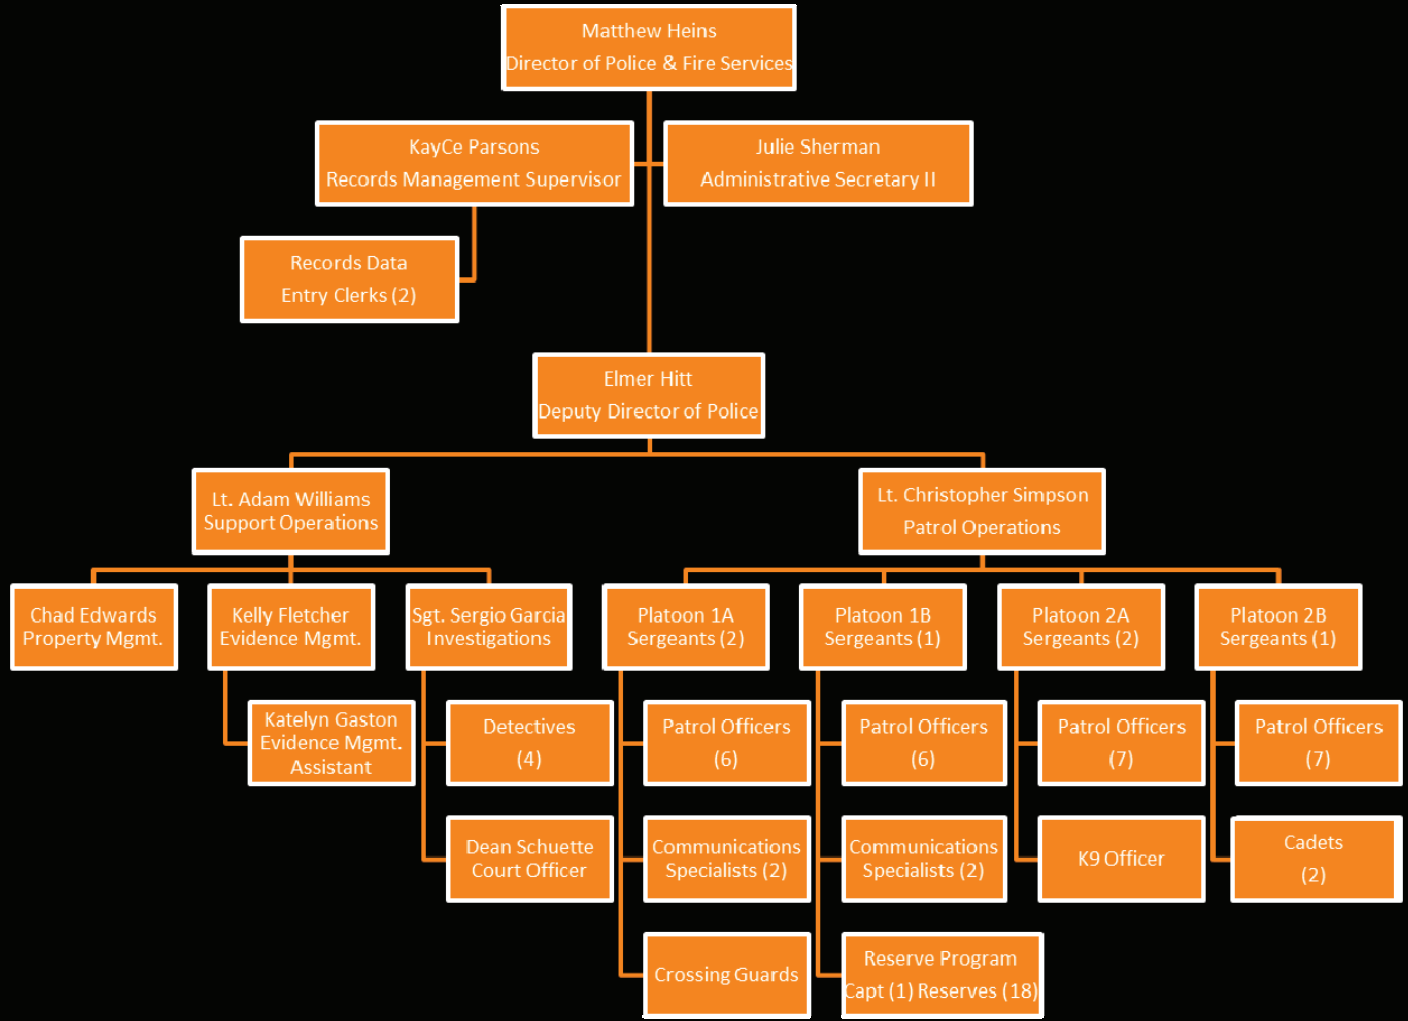 Matthew Heins
Director of Police & Fire Services
KayCe Parsons
Records Management Supervisor
Julie Sherman
Administrative Secretary II
Records Data
Entry Clerks (2)
Elmer Hitt
Deputy Director of Police
Lt. Adam Williams
Support Operations
Lt. Christopher Simpson
Patrol Operations
Chad Edwards
Property Mgmt.
Kelly Fletcher
Evidence Mgmt.
Sgt. Sergio Garcia
Investigations
Platoon 1A
Sergeants (2)
Platoon 1B
Sergeants (1)
Platoon 2A
Sergeants (2)
Platoon 2B
Sergeants (1)
Katelyn Gaston
Evidence Mgmt.
Assistant
Detectives
(4)
Patrol Officers
(6)
Patrol Officers
(6)
Patrol Officers
(7)
Patrol Officers
(7)
Dean Schuette
Court Officer
Communications
Specialists (2)
Communications
Specialists (2)
K9 Officer
Cadets
(2)
Crossing Guards
Reserve Program
Capt (1) Reserves (18)